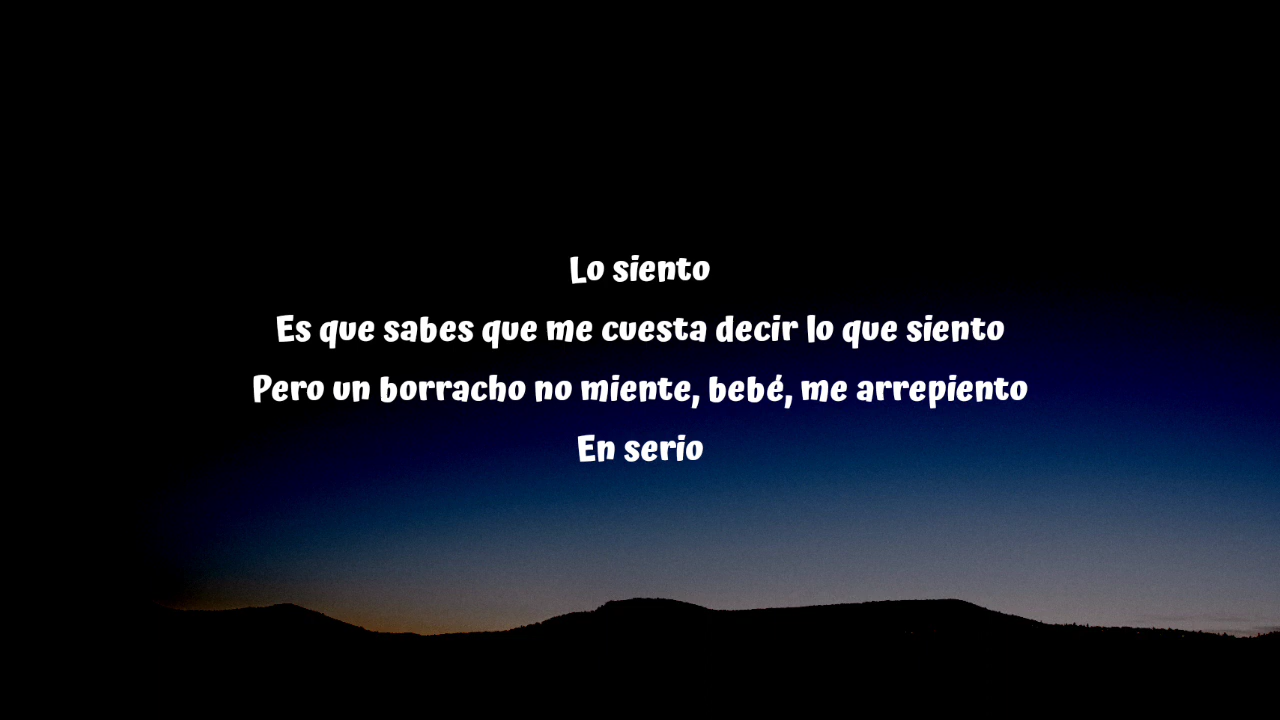 Lo siento
Es que sabes que me cuesta decir lo que siento
Pero un borracho no miente, bebé, me arrepiento
En serio